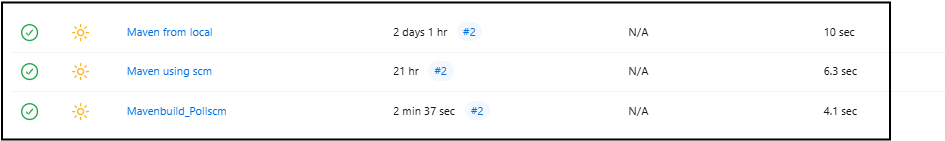 Maven from local 2 days 1 hr #2 N/A 10 sec
Maven using scm 21 hr #2 N/A 6.3 sec
Mavenbuild_Pollscm 2 min 37 sec #2 N/A 4.1 sec